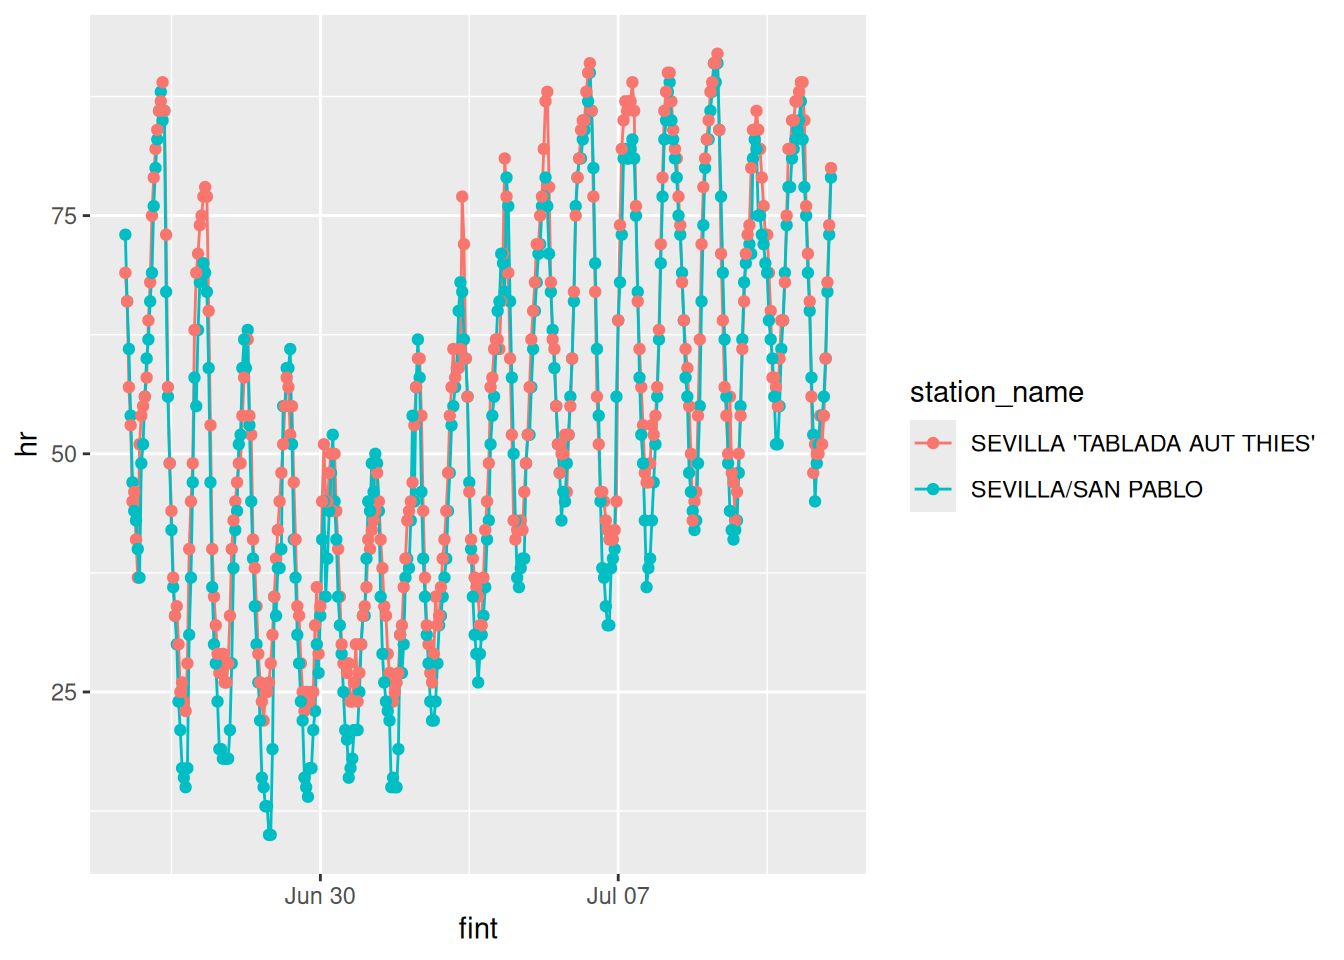 75
50
25
hr
Jun 30
Jul 07
fint
station_name
SEVILLA 'TABLADA AUT THIES'
SEVILLA/SAN PABLO